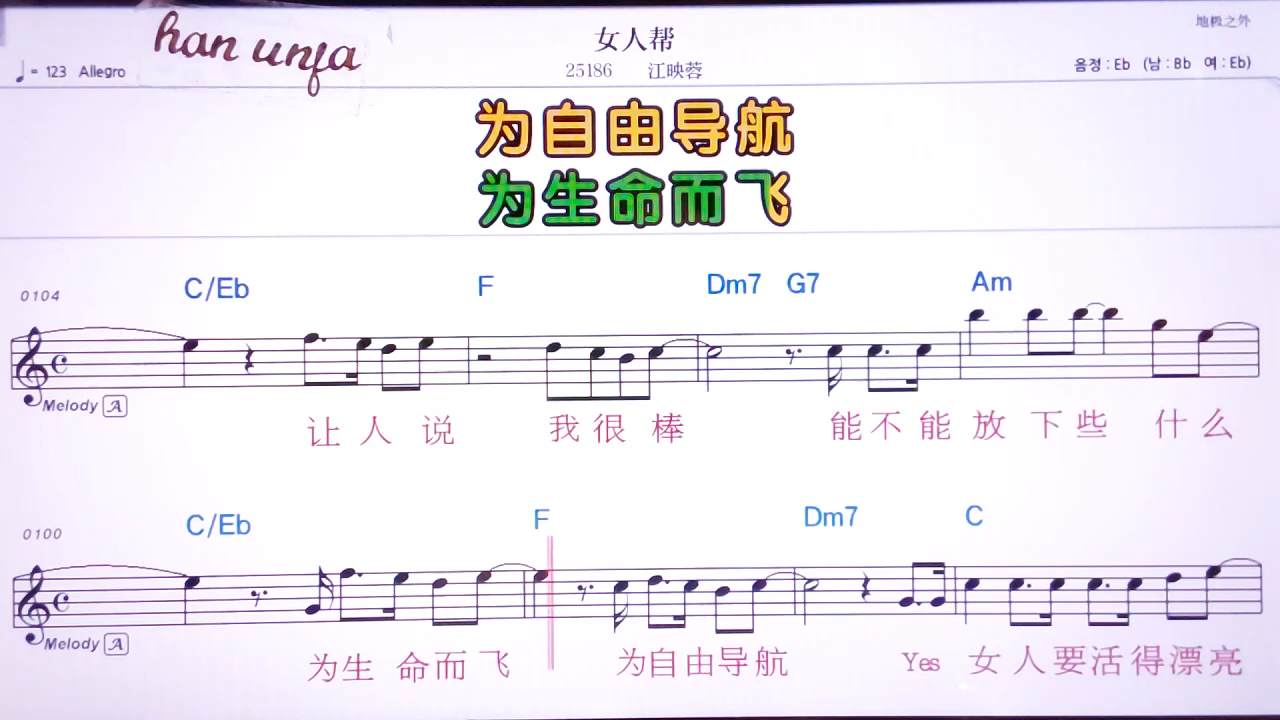 han unja
女人帮
地极之外
♩= 123 Allegro
25186 江映蓉
음정 : Eb (남 : Bb 여 : Eb)
为自由导航
为生命而飞
0104 C/Eb F Dm7 G7 Am
Melody A
让人说 我很棒 能不能放下些什么
0100 C/Eb F Dm7 C
Melody A
为生命而飞 为自由导航 Yes 女人要活得漂亮